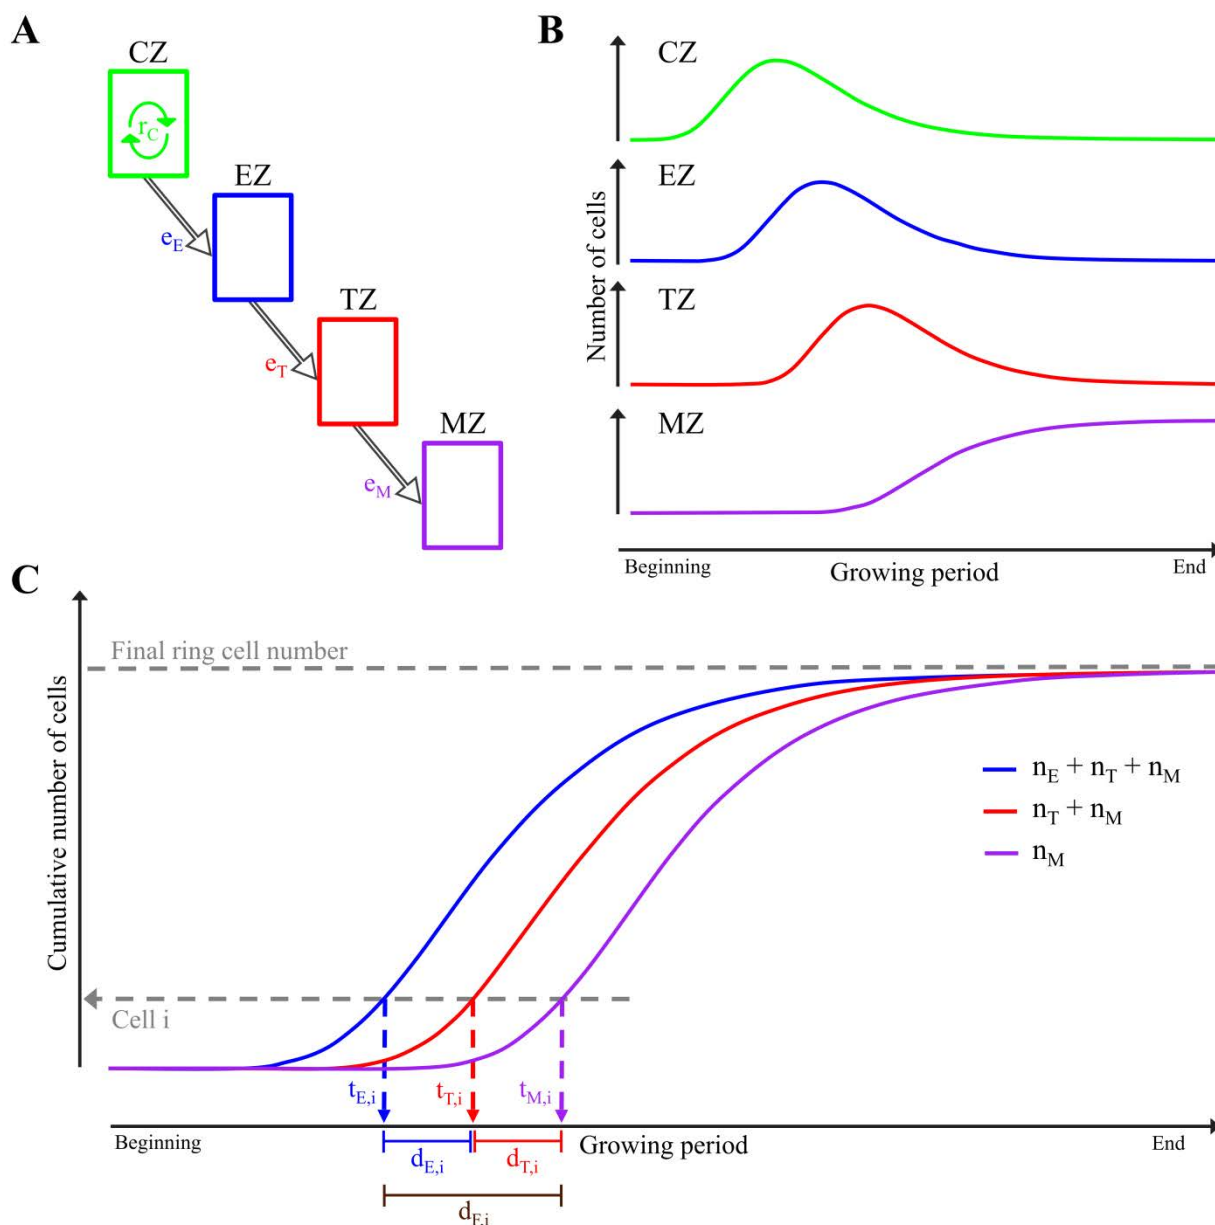 A
CZ
r_C
EZ
e_E
TZ
e_T
MZ
e_M
B
CZ
EZ
TZ
MZ
Number of cells
Beginning
Growing period
End
C
Final ring cell number
Cumulative number of cells
n_E + n_T + n_M
n_T + n_M
n_M
Cell i
t_E,i
t_T,i
t_M,i
Beginning
Growing period
End
d_E,i
d_T,i
d_F,i